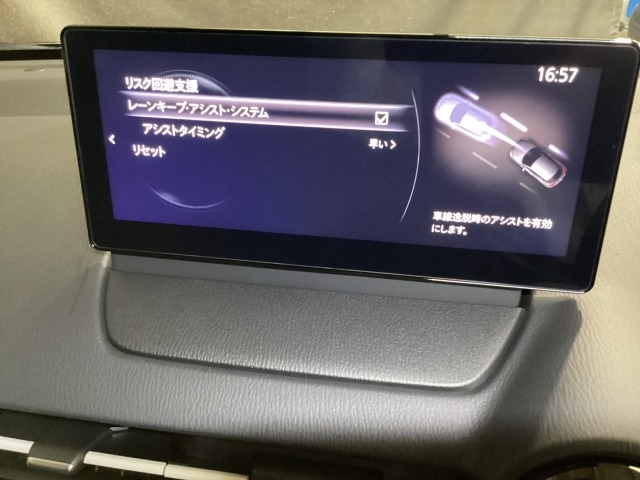 16:57
リスク回避支援
レーンキープ・アシスト・システム
アシストタイミング
早い
リセット
車線逸脱時のアシストを有効
にします。